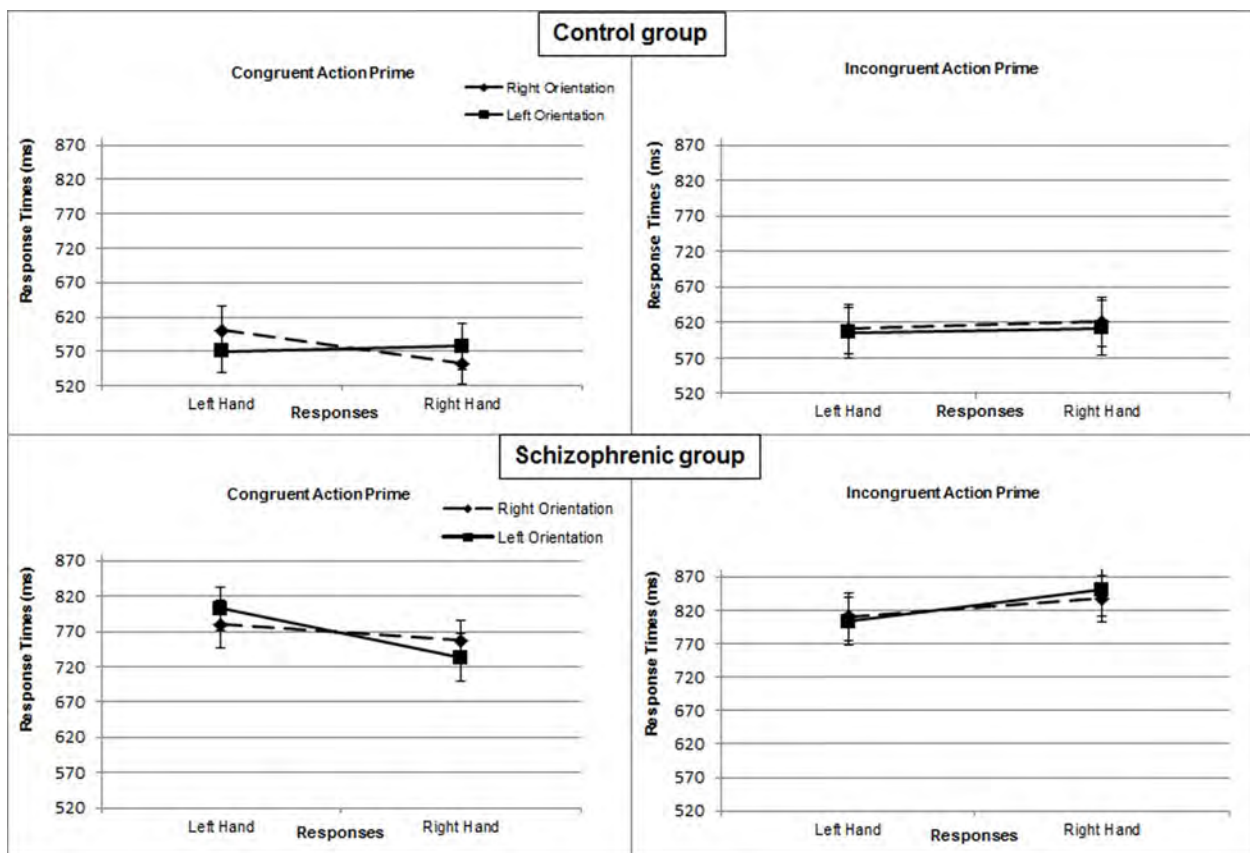 Control group
Congruent Action Prime
Right Orientation
Left Orientation
Response Times (ms)
870
820
770
720
670
620
570
520
Left Hand
Responses
Right Hand
Incongruent Action Prime
Response Times (ms)
870
820
770
720
670
620
570
520
Left Hand
Responses
Right Hand
Schizophrenic group
Congruent Action Prime
Right Orientation
Left Orientation
Response Times (ms)
870
820
770
720
670
620
570
520
Left Hand
Responses
Right Hand
Incongruent Action Prime
Response Times (ms)
870
820
770
720
670
620
570
520
Left Hand
Responses
Right Hand